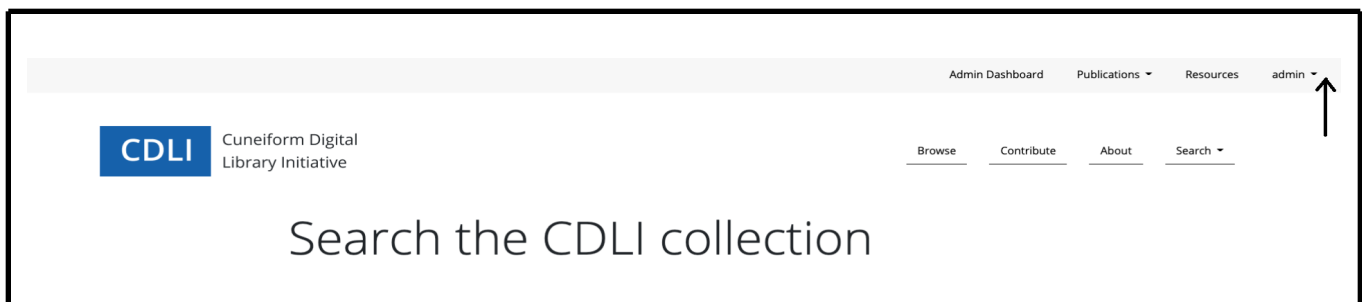 Admin Dashboard Publications Resources admin
CDLI
Cuneiform Digital
Library Initiative
Browse Contribute About Search
Search the CDLI collection